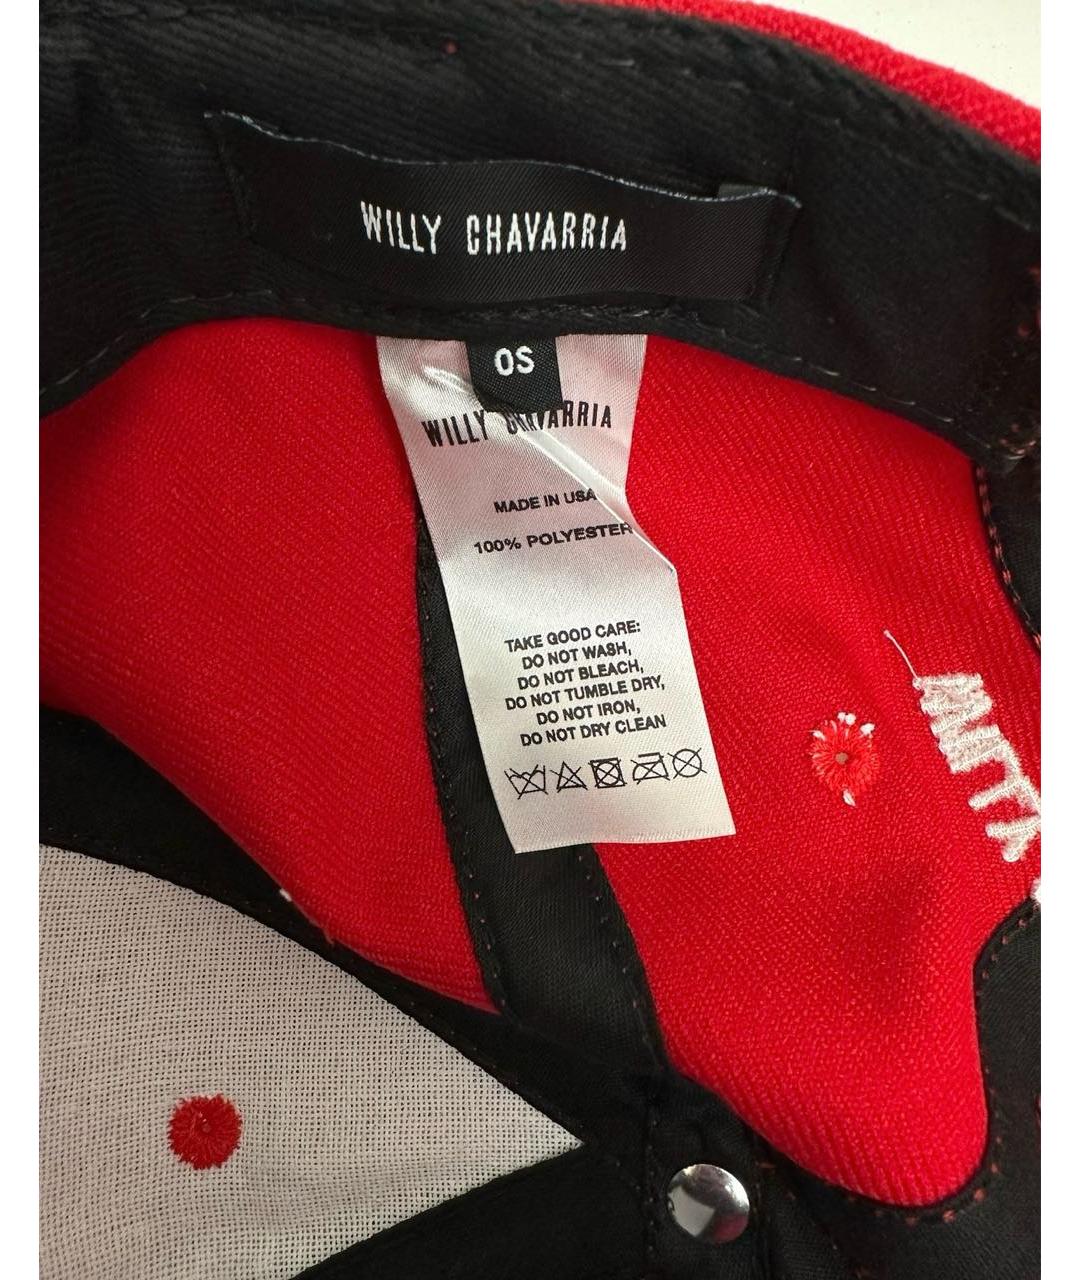 WILLY CHAVARRIA
OS
WILLY CHAVARRIA
MADE IN USA
100% POLYESTER
TAKE GOOD CARE:
DO NOT WASH,
DO NOT BLEACH,
DO NOT TUMBLE DRY,
DO NOT IRON,
DO NOT DRY CLEAN